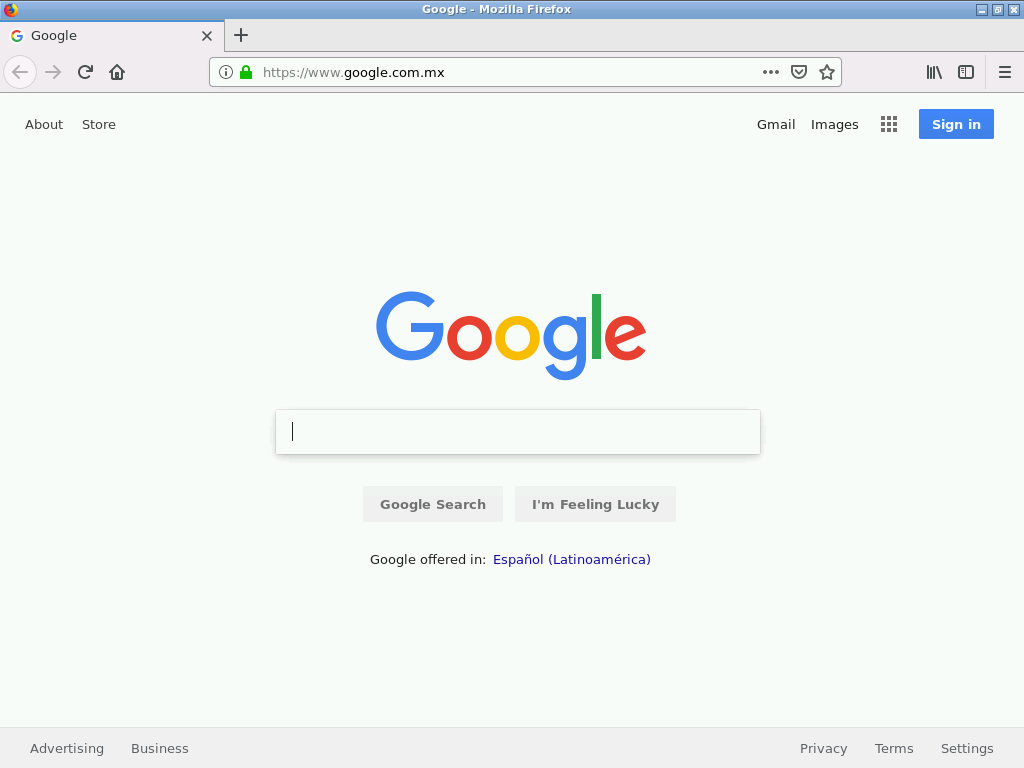 Google - Mozilla Firefox
Google
https://www.google.com.mx
About Store Gmail Images Sign in
Google
Google Search I'm Feeling Lucky
Google offered in: Español (Latinoamérica)
Advertising Business Privacy Terms Settings